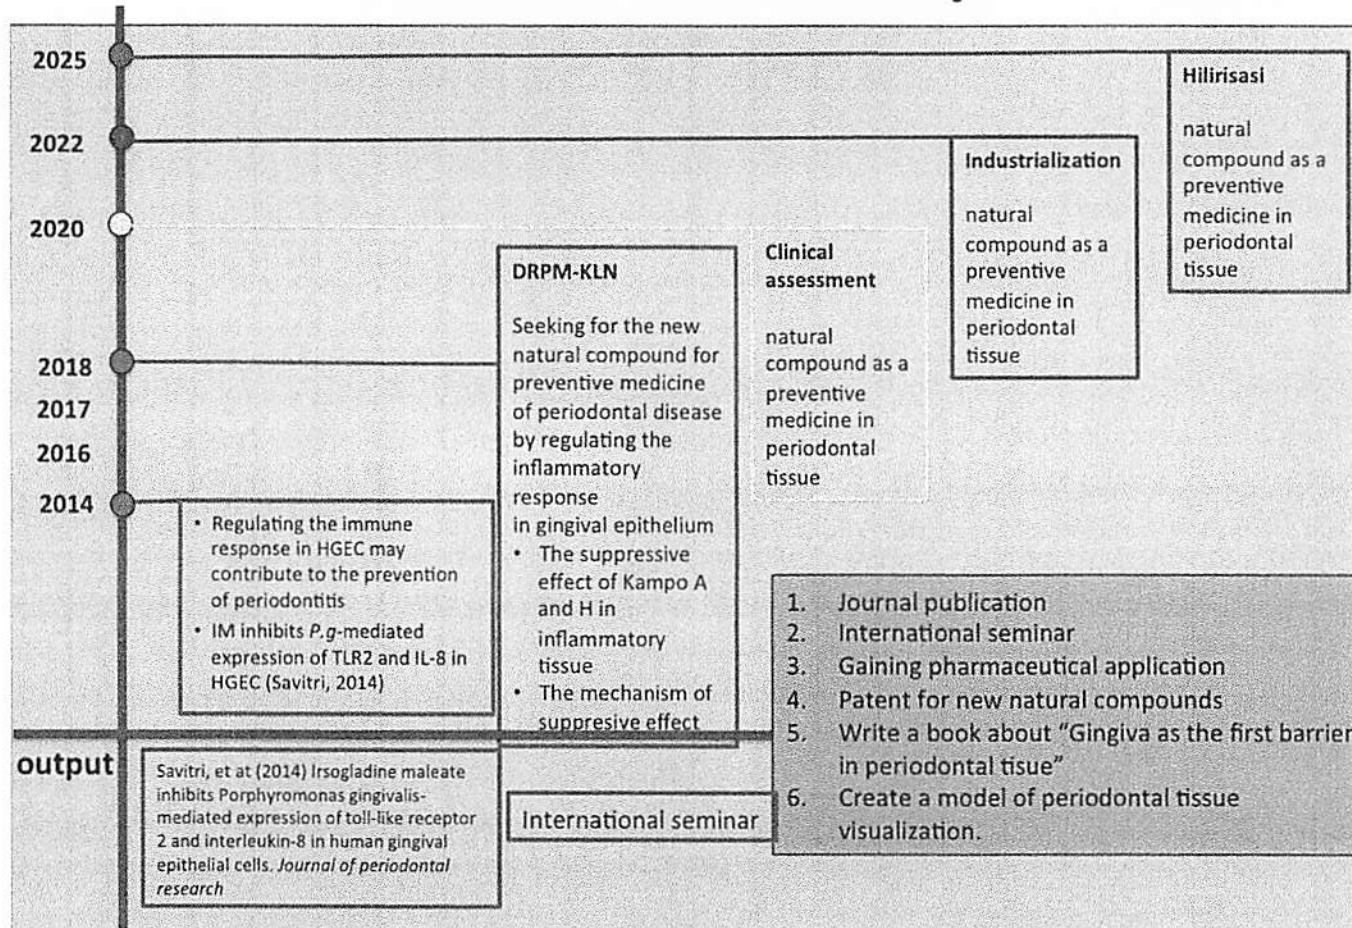 2025
2022
2020
2018
2017
2016
2014
output
• Regulating the immune
response in HGEC may
contribute to the prevention
of periodontitis
• IM inhibits P.g-mediated
expression of TLR2 and IL-8 in
HGEC (Savitri, 2014)
Savitri, et at (2014) Irsogladine maleate
inhibits Porphyromonas gingivalis-
mediated expression of toll-like receptor
2 and interleukin-8 in human gingival
epithelial cells. Journal of periodontal
research
DRPM-KLN
Seeking for the new
natural compound for
preventive medicine
of periodontal disease
by regulating the
inflammatory
response
in gingival epithelium
• The suppressive
effect of Kampo A
and H in
inflammatory
tissue
• The mechanism of
suppresive effect
International seminar
Clinical
assessment
natural
compound as a
preventive
medicine in
periodontal
tissue
Industrialization
natural
compound as a
preventive
medicine in
periodontal
tissue
Hilirisasi
natural
compound as a
preventive
medicine in
periodontal
tissue
1. Journal publication
2. International seminar
3. Gaining pharmaceutical application
4. Patent for new natural compounds
5. Write a book about “Gingiva as the first barrier
in periodontal tisue”
6. Create a model of periodontal tissue
visualization.